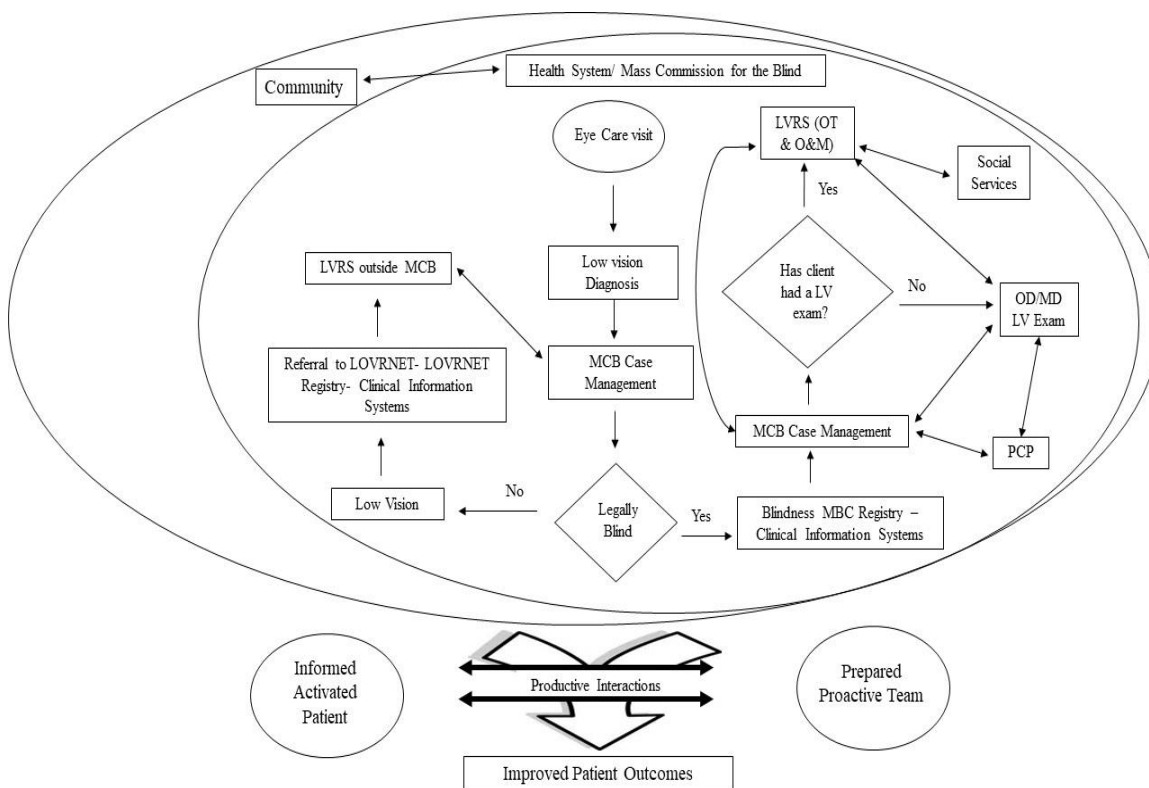 Community
Health System/ Mass Commission for the Blind
Eye Care visit
LVRS (OT
& O&M)
Social
Services
Yes
Low vision
Diagnosis
LVRS outside MCB
Has client
had a LV
exam?
No
OD/MD
LV Exam
MCB Case
Management
Referral to LOVRNET- LOVRNET
Registry- Clinical Information
Systems
MCB Case Management
PCP
Low Vision
No
Legally
Blind
Yes
Blindness MBC Registry –
Clinical Information Systems
Informed
Activated
Patient
Productive Interactions
Prepared
Proactive Team
Improved Patient Outcomes